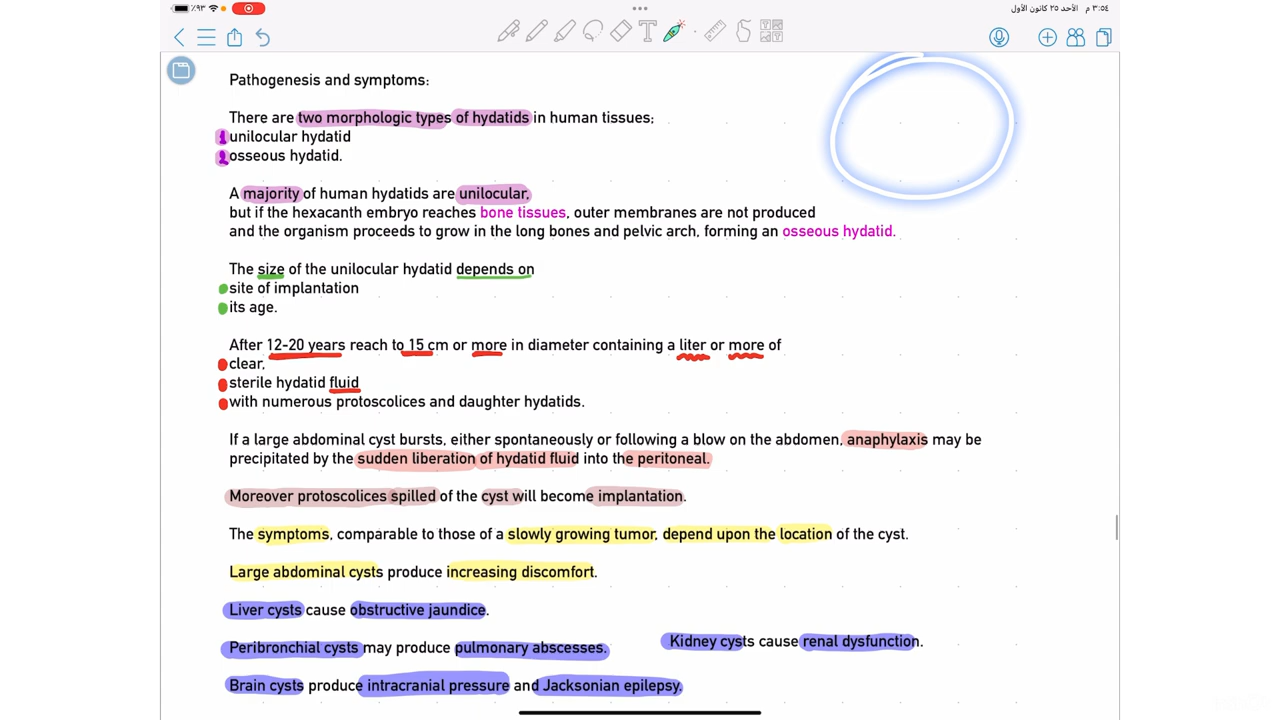 ٪٩٣
٣:٥٤ م الأحد ٢٥ كانون الأول
Pathogenesis and symptoms:
There are two morphologic types of hydatids in human tissues;
1 unilocular hydatid
2 osseous hydatid.
A majority of human hydatids are unilocular,
but if the hexacanth embryo reaches bone tissues, outer membranes are not produced
and the organism proceeds to grow in the long bones and pelvic arch, forming an osseous hydatid.
The size of the unilocular hydatid depends on
site of implantation
its age.
After 12-20 years reach to 15 cm or more in diameter containing a liter or more of
clear,
sterile hydatid fluid
with numerous protoscolices and daughter hydatids.
If a large abdominal cyst bursts, either spontaneously or following a blow on the abdomen, anaphylaxis may be
precipitated by the sudden liberation of hydatid fluid into the peritoneal.
Moreover protoscolices spilled of the cyst will become implantation.
The symptoms, comparable to those of a slowly growing tumor, depend upon the location of the cyst.
Large abdominal cysts produce increasing discomfort.
Liver cysts cause obstructive jaundice.
Peribronchial cysts may produce pulmonary abscesses.
Kidney cysts cause renal dysfunction.
Brain cysts produce intracranial pressure and Jacksonian epilepsy.